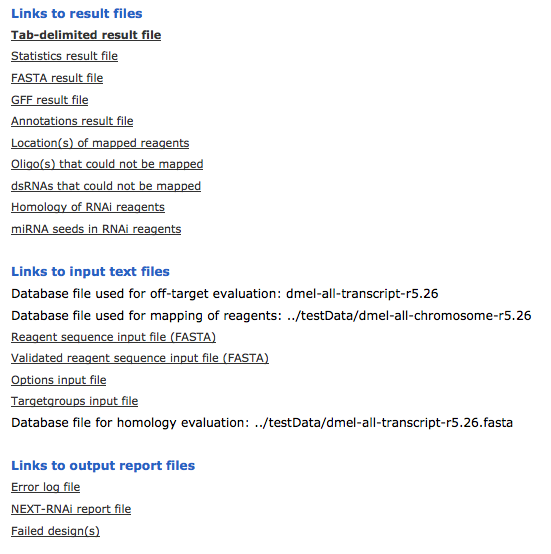 Links to result files
Tab-delimited result file
Statistics result file
FASTA result file
GFF result file
Annotations result file
Location(s) of mapped reagents
Oligo(s) that could not be mapped
dsRNAs that could not be mapped
Homology of RNAi reagents
miRNA seeds in RNAi reagents
Links to input text files
Database file used for off-target evaluation: dmel-all-transcript-r5.26
Database file used for mapping of reagents: ../testData/dmel-all-chromosome-r5.26
Reagent sequence input file (FASTA)
Validated reagent sequence input file (FASTA)
Options input file
Targetgroups input file
Database file for homology evaluation: ../testData/dmel-all-transcript-r5.26.fasta
Links to output report files
Error log file
NEXT-RNAi report file
Failed design(s)